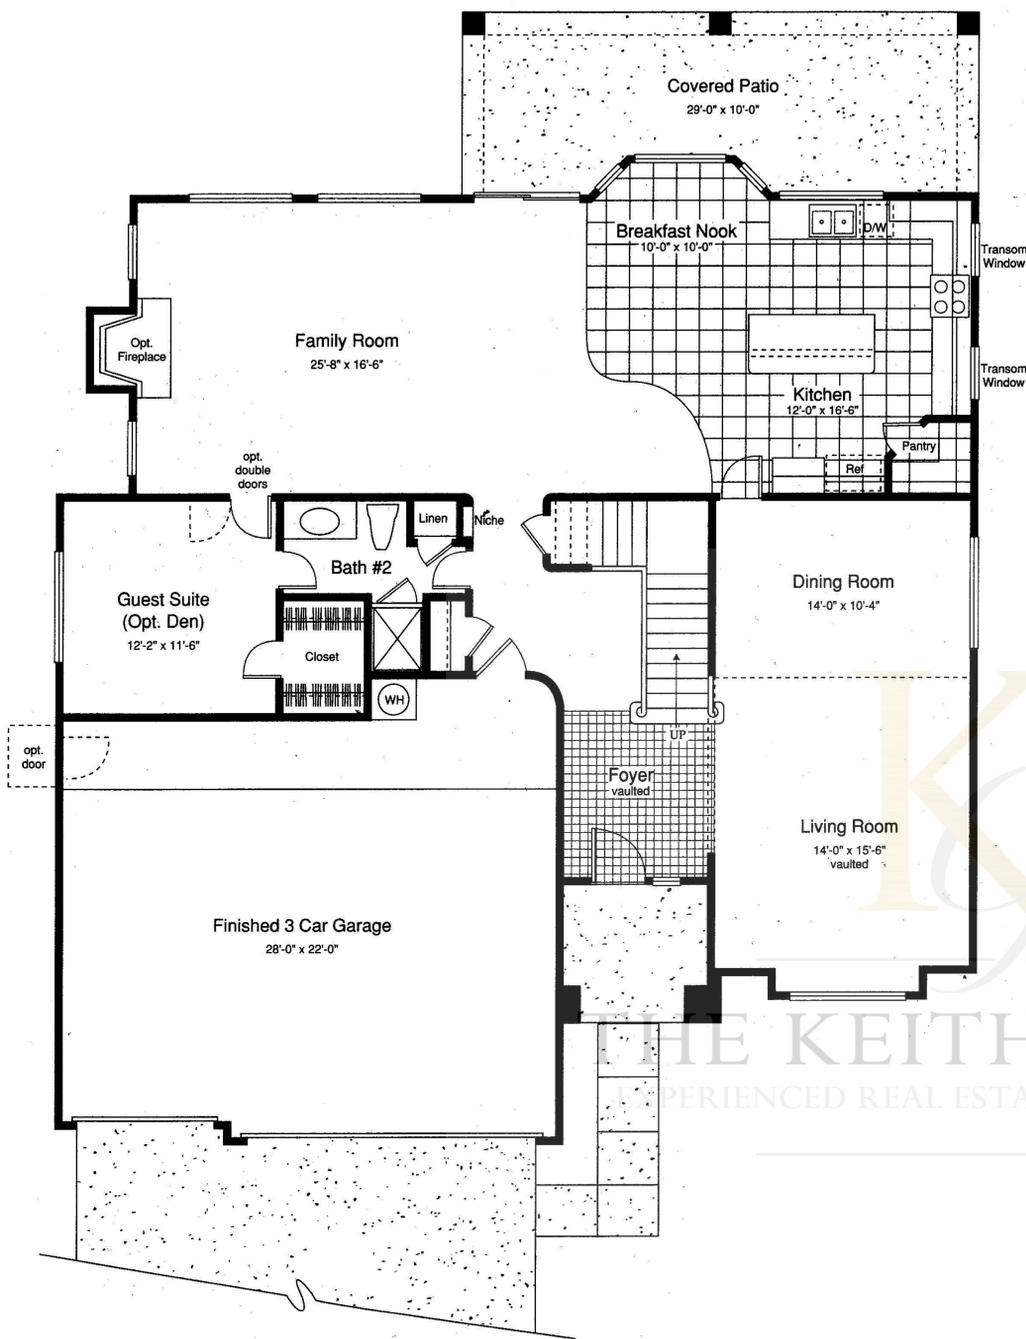 Covered Patio
29'-0" x 10'-0"
Breakfast Nook
10'-0" x 10'-0"
D/W
Transom
Window
Family Room
25'-8" x 16'-6"
Opt.
Fireplace
Transom
Window
Kitchen
12'-0" x 16'-6"
Pantry
Ref
opt.
double
doors
Linen
Niche
Bath #2
Guest Suite
(Opt. Den)
12'-2" x 11'-6"
Closet
WH
Dining Room
14'-0" x 10'-4"
UP
opt.
door
Foyer
vaulted
Living Room
14'-0" x 15'-6"
vaulted
Finished 3 Car Garage
28'-0" x 22'-0"
THE KEITH
EXPERIENCED REAL ESTA